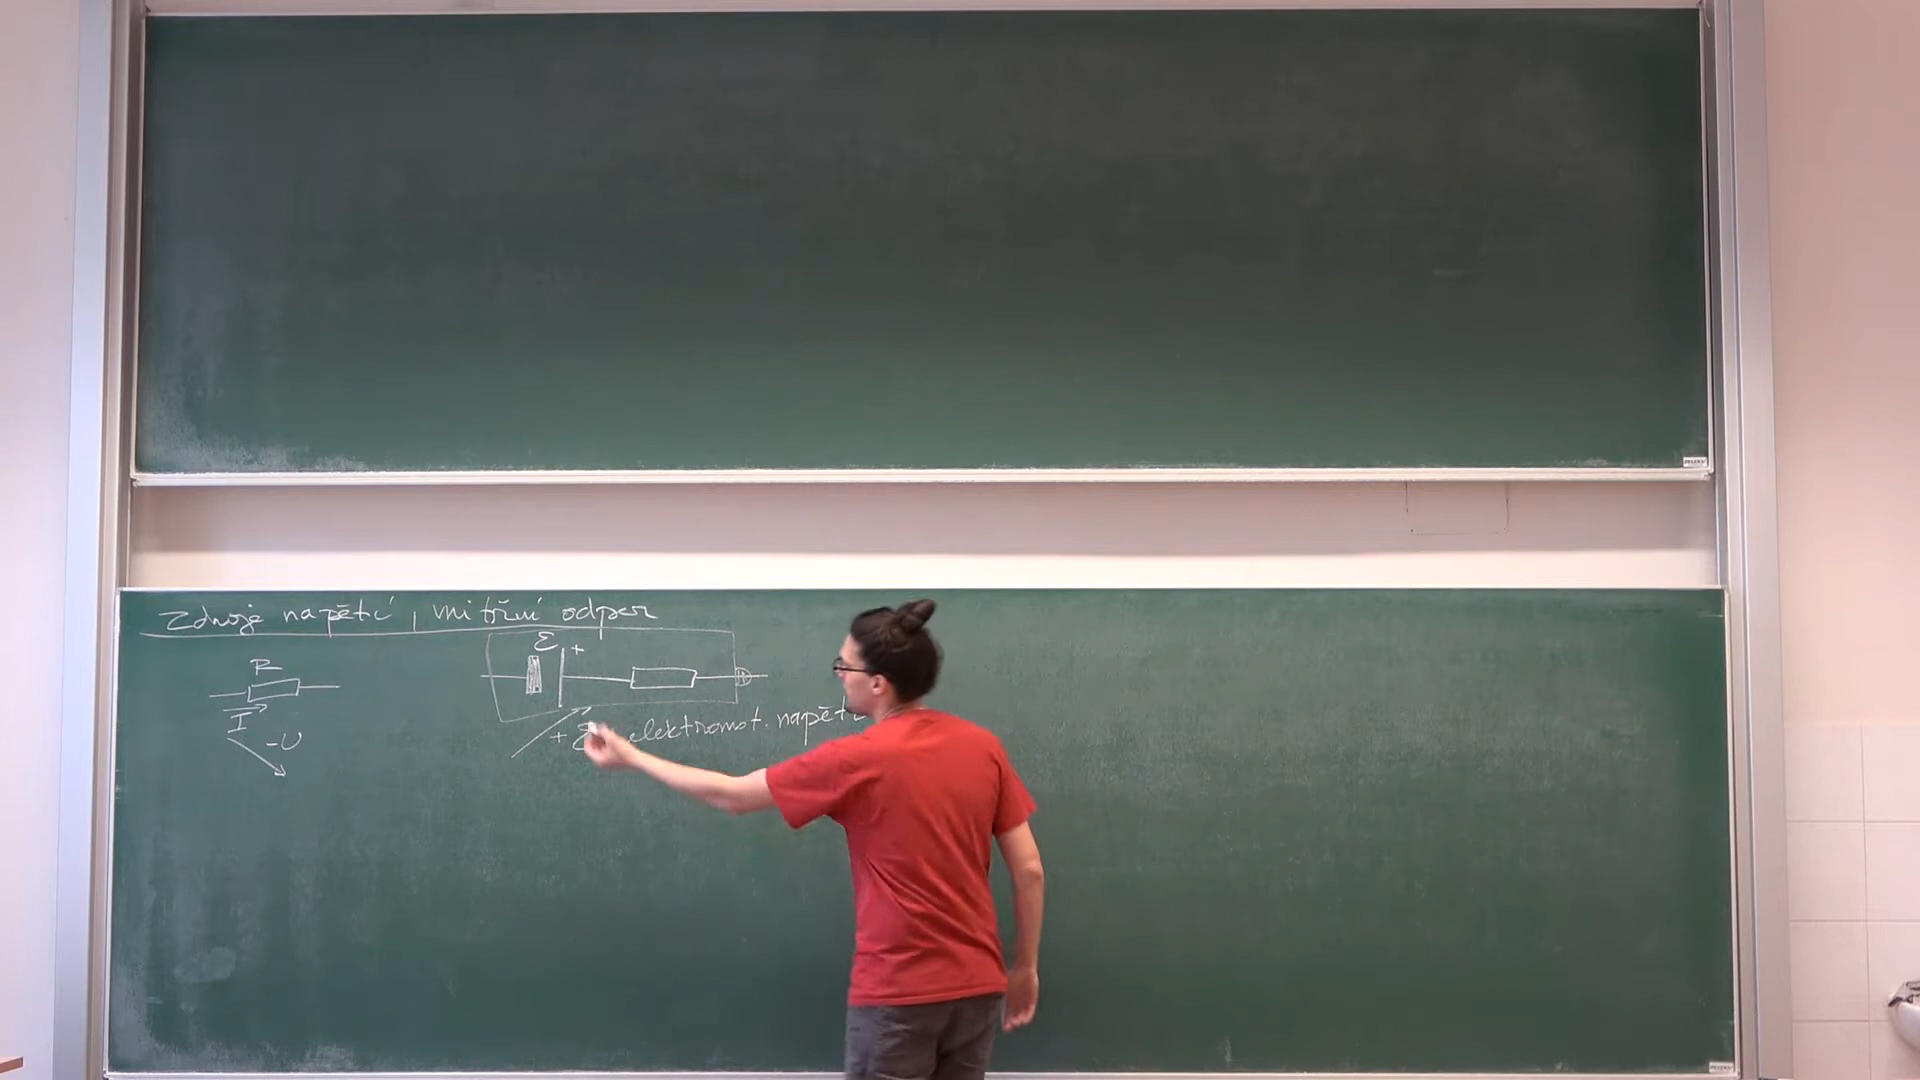 Zdroje napětí, vnitřní odpor
R
I
-U
ε +
+ ε elektromot. napětí